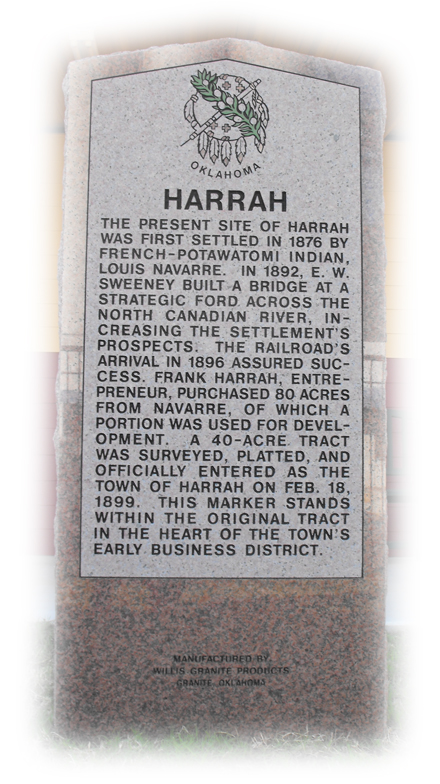 OKLAHOMA
HARRAH
THE PRESENT SITE OF HARRAH
WAS FIRST SETTLED IN 1876 BY
FRENCH-POTAWATOMI INDIAN,
LOUIS NAVARRE. IN 1892, E. W.
SWEENEY BUILT A BRIDGE AT A
STRATEGIC FORD ACROSS THE
NORTH CANADIAN RIVER, IN-
CREASING THE SETTLEMENT'S
PROSPECTS. THE RAILROAD'S
ARRIVAL IN 1896 ASSURED SUC-
CESS. FRANK HARRAH, ENTRE-
PRENEUR, PURCHASED 80 ACRES
FROM NAVARRE, OF WHICH A
PORTION WAS USED FOR DEVEL-
OPMENT. A 40-ACRE TRACT
WAS SURVEYED, PLATTED, AND
OFFICIALLY ENTERED AS THE
TOWN OF HARRAH ON FEB. 18,
1899. THIS MARKER STANDS
WITHIN THE ORIGINAL TRACT
IN THE HEART OF THE TOWN'S
EARLY BUSINESS DISTRICT.
MANUFACTURED BY
WILLIS GRANITE PRODUCTS
GRANITE, OKLAHOMA